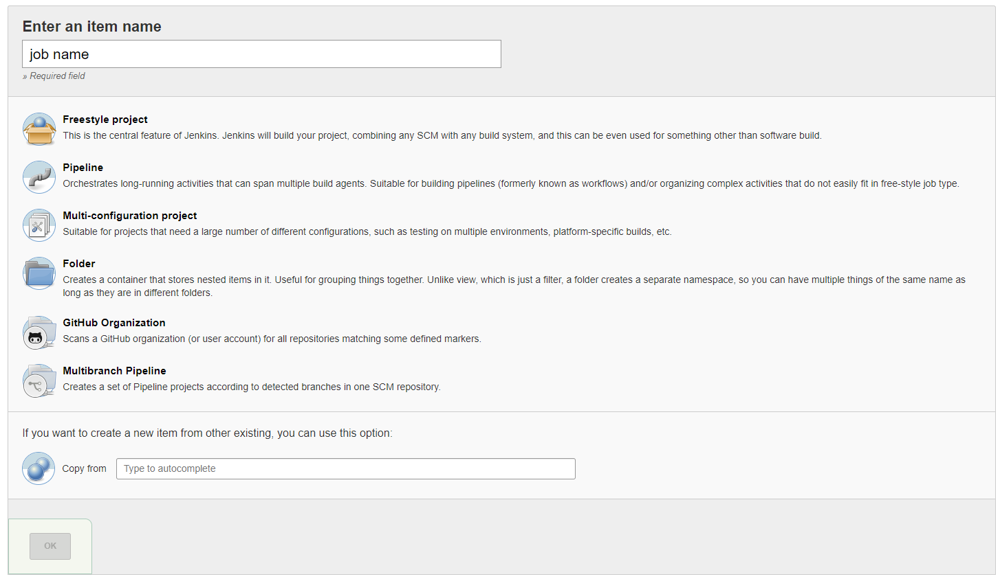 Enter an item name
job name
» Required field
Freestyle project
This is the central feature of Jenkins. Jenkins will build your project, combining any SCM with any build system, and this can be even used for something other than software build.
Pipeline
Orchestrates long-running activities that can span multiple build agents. Suitable for building pipelines (formerly known as workflows) and/or organizing complex activities that do not easily fit in free-style job type.
Multi-configuration project
Suitable for projects that need a large number of different configurations, such as testing on multiple environments, platform-specific builds, etc.
Folder
Creates a container that stores nested items in it. Useful for grouping things together. Unlike view, which is just a filter, a folder creates a separate namespace, so you can have multiple things of the same name as
long as they are in different folders.
GitHub Organization
Scans a GitHub organization (or user account) for all repositories matching some defined markers.
Multibranch Pipeline
Creates a set of Pipeline projects according to detected branches in one SCM repository.
If you want to create a new item from other existing, you can use this option:
Copy from
Type to autocomplete
OK